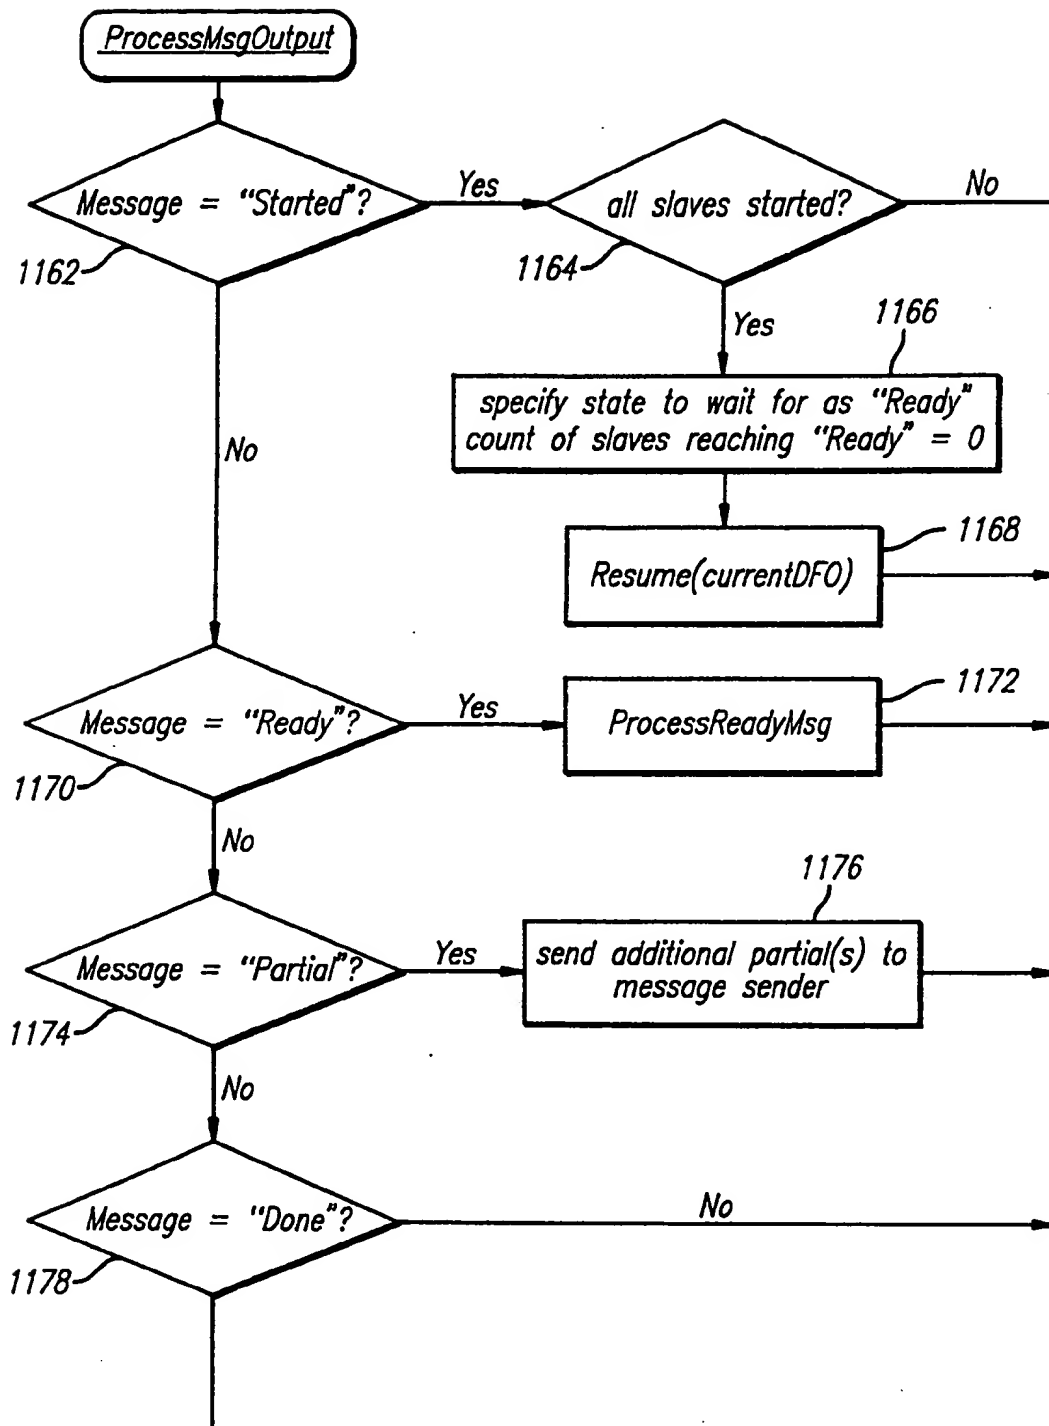 ProcessMsgOutput
Message = “Started”?
Yes
all slaves started?
No
1162
1164
Yes
1166
specify state to wait for as “Ready”
count of slaves reaching “Ready” = 0
No
1168
Resume(currentDFO)
Message = “Ready”?
Yes
1172
ProcessReadyMsg
1170
No
1176
Message = “Partial”?
Yes
send additional partial(s) to
message sender
1174
No
Message = “Done”?
No
1178